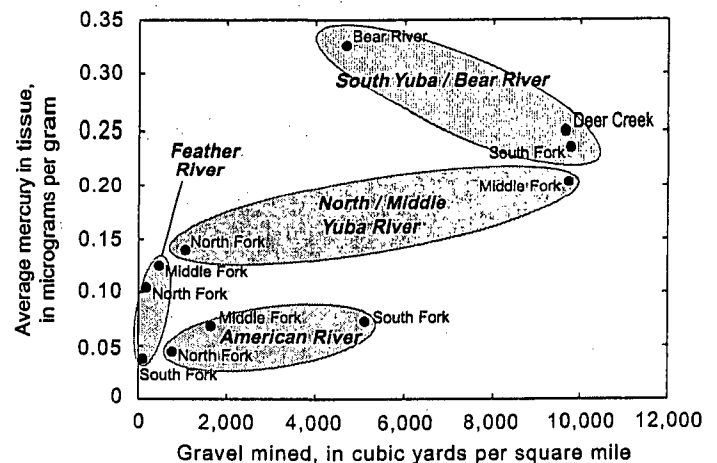 0.35
0.30
0.25
0.20
0.15
0.10
0.05
0
Average mercury in tissue,
in micrograms per gram
Bear River
South Yuba / Bear River
Deer Creek
South Fork
Feather
River
Middle Fork
North / Middle
Yuba River
North Fork
Middle Fork
North Fork
Middle Fork
South Fork
American River
North Fork
South Fork
0 2,000 4,000 6,000 8,000 10,000 12,000
Gravel mined, in cubic yards per square mile